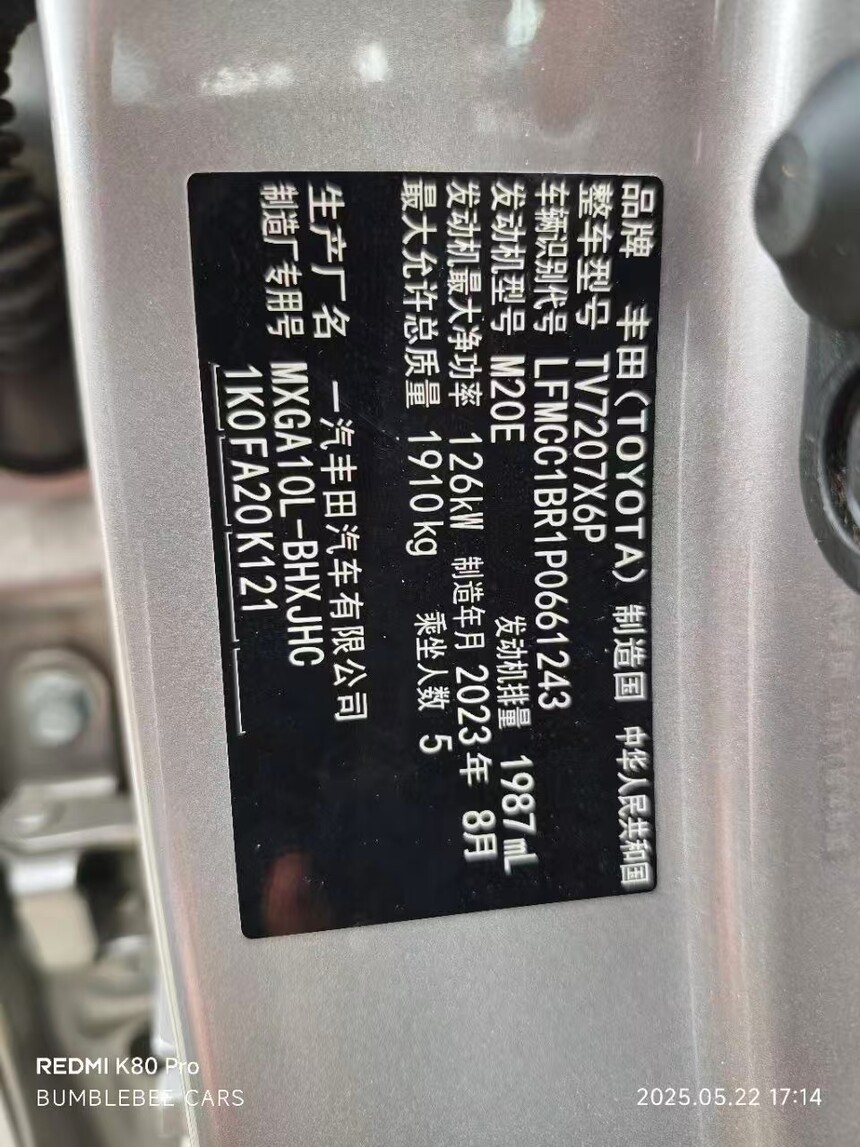 品牌 丰田(TOYOTA) 制造国 中华人民共和国
整车型号 TV7207X6P
车辆识别代号 LFMCC1BR1P0661243
发动机型号 M20E 发动机排量 1987mL
发动机最大净功率 126kW 制造年月 2023年 8月
最大允许总质量 1910kg 乘坐人数 5
生产厂名 一汽丰田汽车有限公司
制造厂专用号 MXGA10L-BHXJHC
1K0FA20K121
REDMI K80 Pro
BUMBLEBEE CARS
2025.05.22 17:14